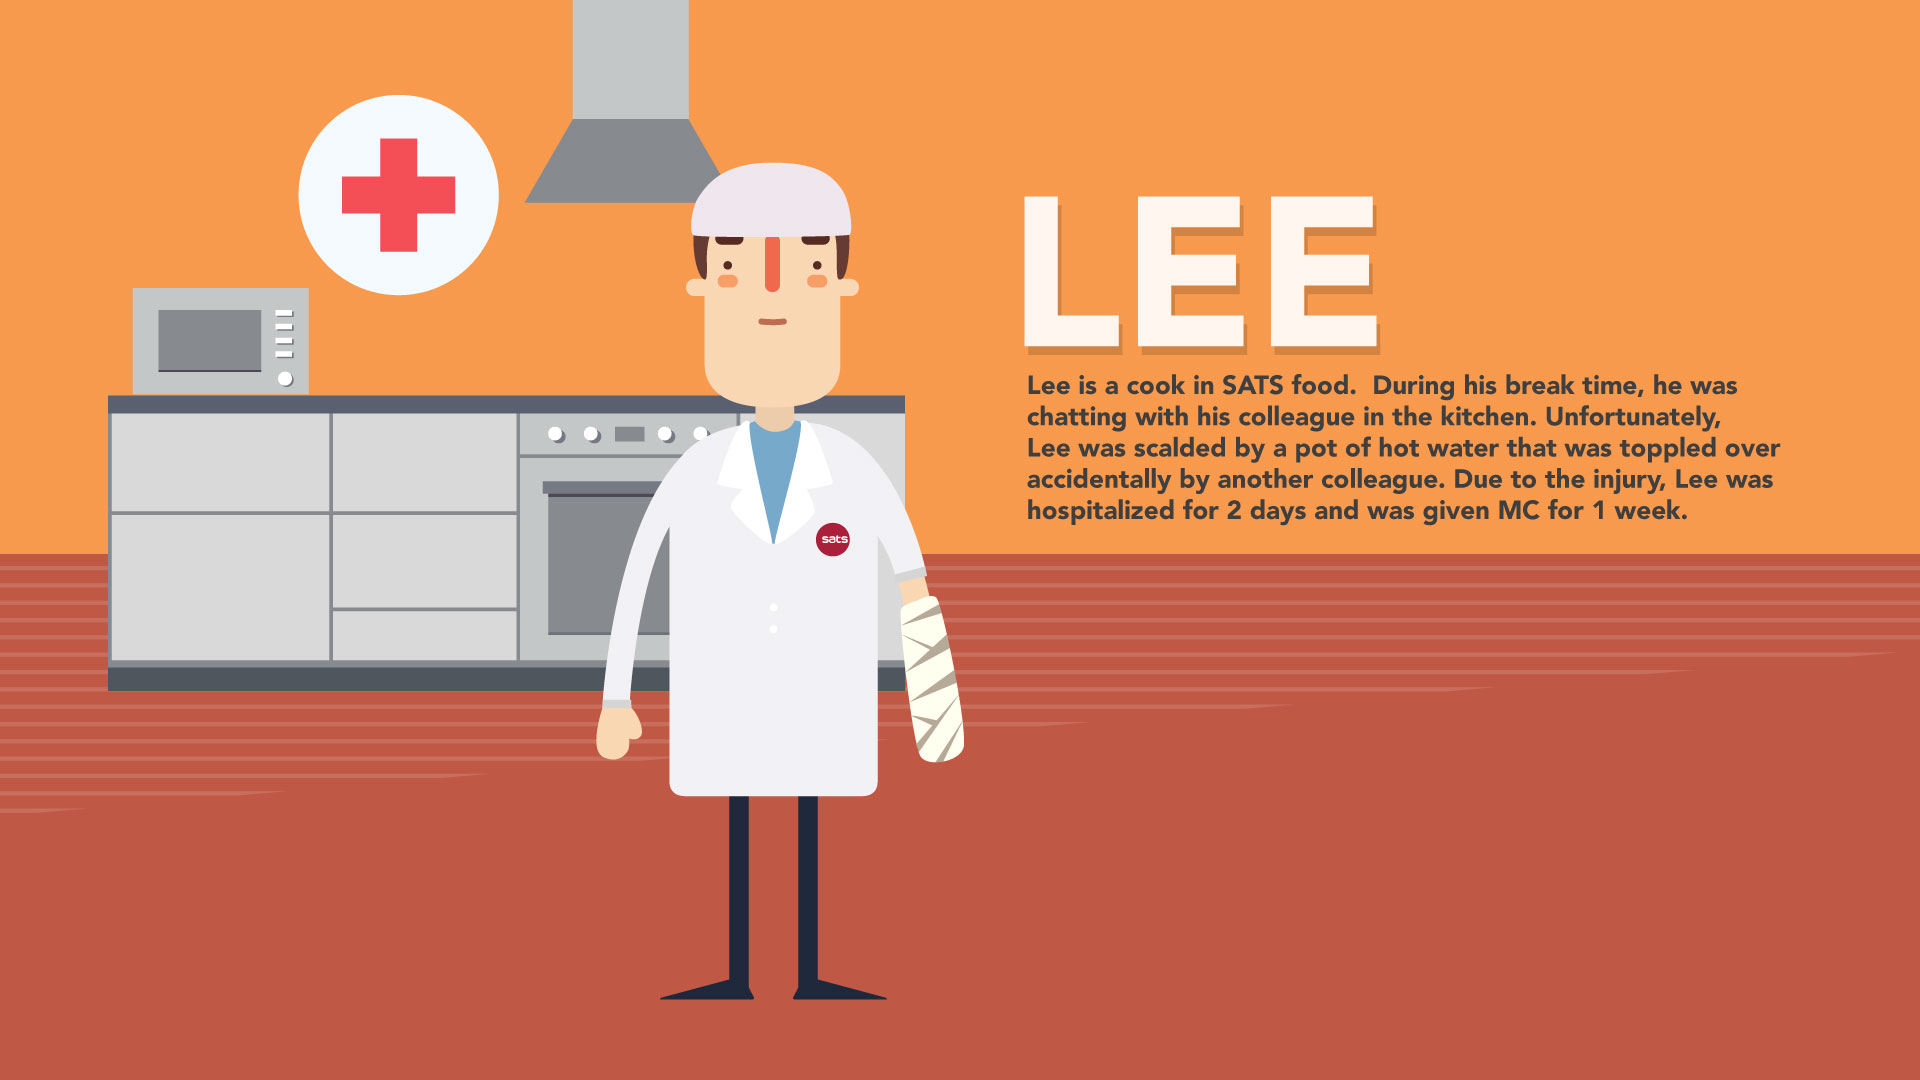 LEE
Lee is a cook in SATS food.  During his break time, he was
chatting with his colleague in the kitchen. Unfortunately,
Lee was scalded by a pot of hot water that was toppled over
accidentally by another colleague. Due to the injury, Lee was
hospitalized for 2 days and was given MC for 1 week.
sats